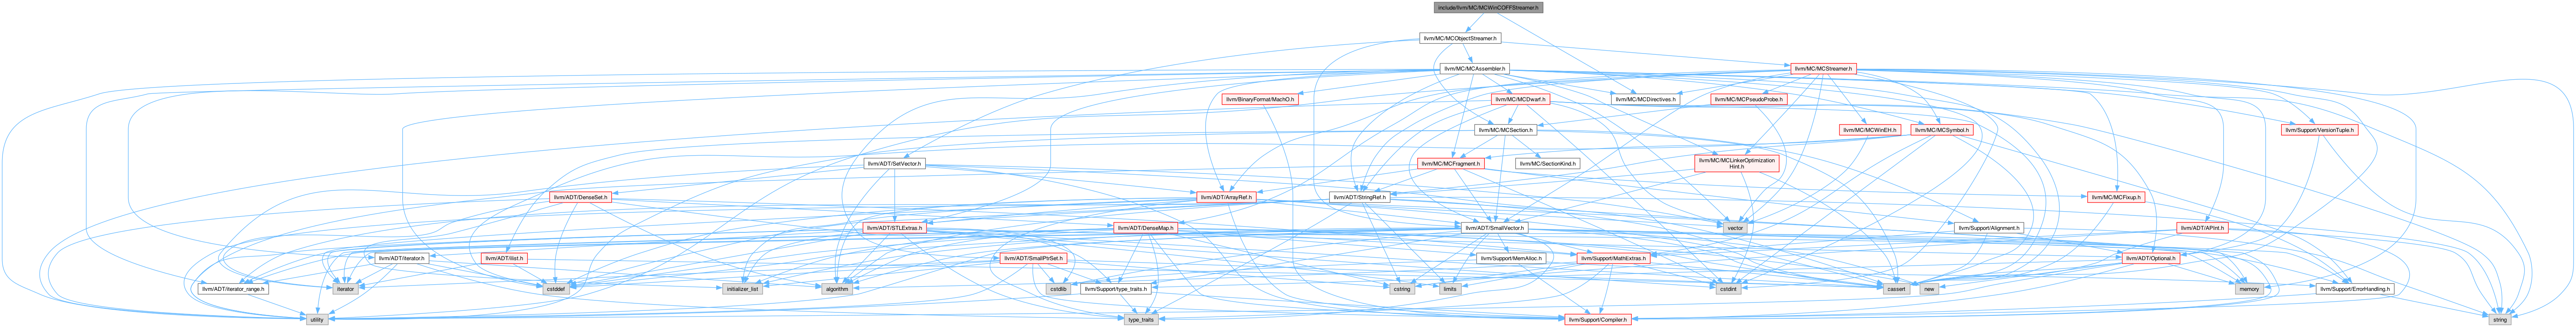 include/llvm/MC/MCWinCOFFStreamer.h
llvm/MC/MCObjectStreamer.h
llvm/MC/MCAssembler.h
llvm/MC/MCStreamer.h
llvm/BinaryFormat/MachO.h
llvm/MC/MCDwarf.h
llvm/MC/MCDirectives.h
llvm/MC/MCPseudoProbe.h
llvm/MC/MCSection.h
llvm/MC/MCWinEH.h
llvm/MC/MCSymbol.h
llvm/Support/VersionTuple.h
llvm/ADT/SetVector.h
llvm/MC/MCFragment.h
llvm/MC/SectionKind.h
llvm/MC/MCLinkerOptimization
Hint.h
llvm/ADT/DenseSet.h
llvm/ADT/ArrayRef.h
llvm/ADT/StringRef.h
llvm/MC/MCFixup.h
llvm/ADT/STLExtras.h
llvm/ADT/DenseMap.h
llvm/ADT/SmallVector.h
vector
llvm/Support/Alignment.h
llvm/ADT/APInt.h
llvm/ADT/iterator.h
llvm/ADT/ilist.h
llvm/ADT/SmallPtrSet.h
llvm/Support/MemAlloc.h
llvm/Support/MathExtras.h
llvm/ADT/Optional.h
llvm/ADT/iterator_range.h
iterator
cstddef
initializer_list
algorithm
cstdlib
llvm/Support/type_traits.h
cstring
limits
cstdint
cassert
new
memory
llvm/Support/ErrorHandling.h
utility
type_traits
llvm/Support/Compiler.h
string